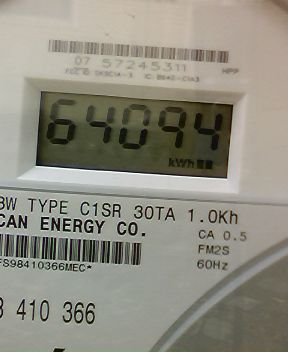 07 57245311
64094
kWh
3W TYPE C1SR 30TA 1.0Kh
CAN ENERGY CO.
CA 0.5
FM2S
FS98410366MEC*
60Hz
410 366